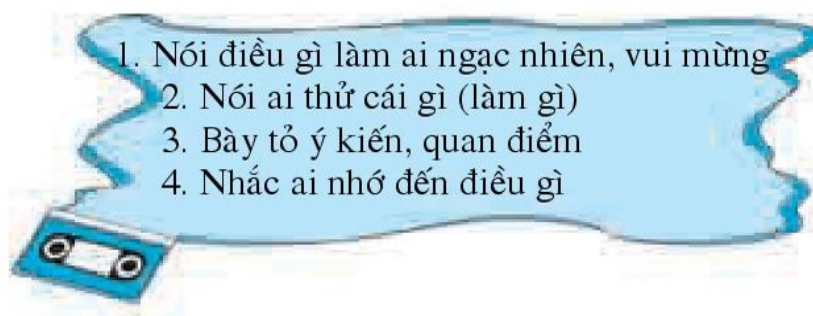 1. Nói điều gì làm ai ngạc nhiên, vui mừng
2. Nói ai thử cái gì (làm gì)
3. Bày tỏ ý kiến, quan điểm
4. Nhắc ai nhớ đến điều gì